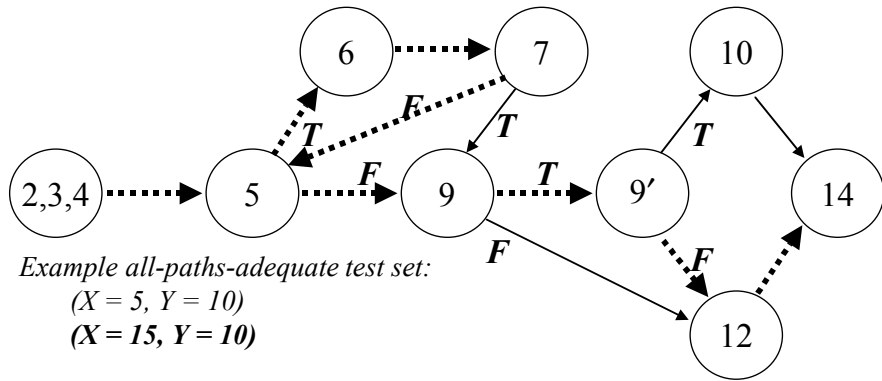 6
7
10
F
T
T
T
2,3,4
5
F
9
T
9′
14
F
F
Example all-paths-adequate test set:
(X = 5, Y = 10)
(X = 15, Y = 10)
12